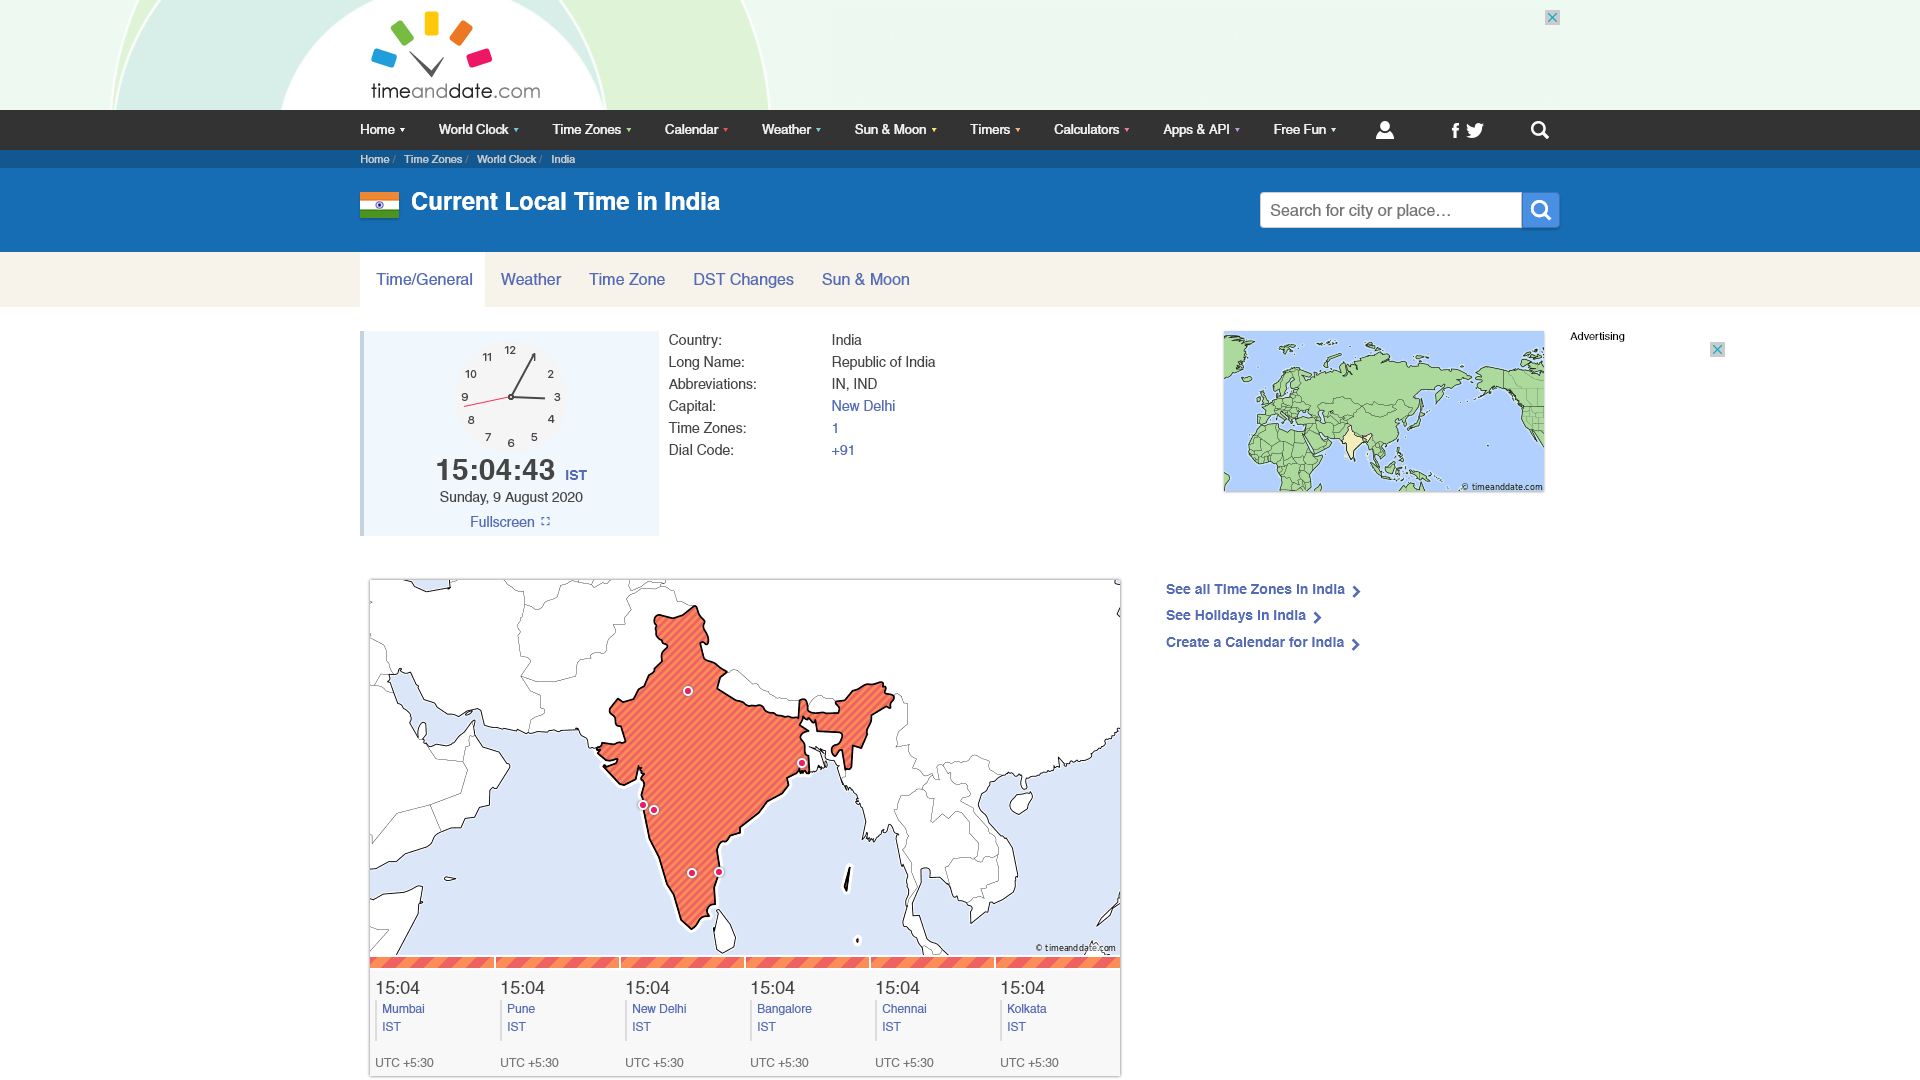 timeanddate.com
Home World Clock Time Zones Calendar Weather Sun & Moon Timers Calculators Apps & API Free Fun
Home / Time Zones / World Clock / India
Current Local Time in India
Search for city or place…
Time/General Weather Time Zone DST Changes Sun & Moon
12
1
2
3
4
5
6
7
8
9
10
11
15:04:43 IST
Sunday, 9 August 2020
Fullscreen
Country: India
Long Name: Republic of India
Abbreviations: IN, IND
Capital: New Delhi
Time Zones: 1
Dial Code: +91
© timeanddate.com
Advertising
© timeanddate.com
15:04 15:04 15:04 15:04 15:04 15:04
Mumbai Pune New Delhi Bangalore Chennai Kolkata
IST IST IST IST IST IST
UTC +5:30 UTC +5:30 UTC +5:30 UTC +5:30 UTC +5:30 UTC +5:30
See all Time Zones in India
See Holidays in India
Create a Calendar for India